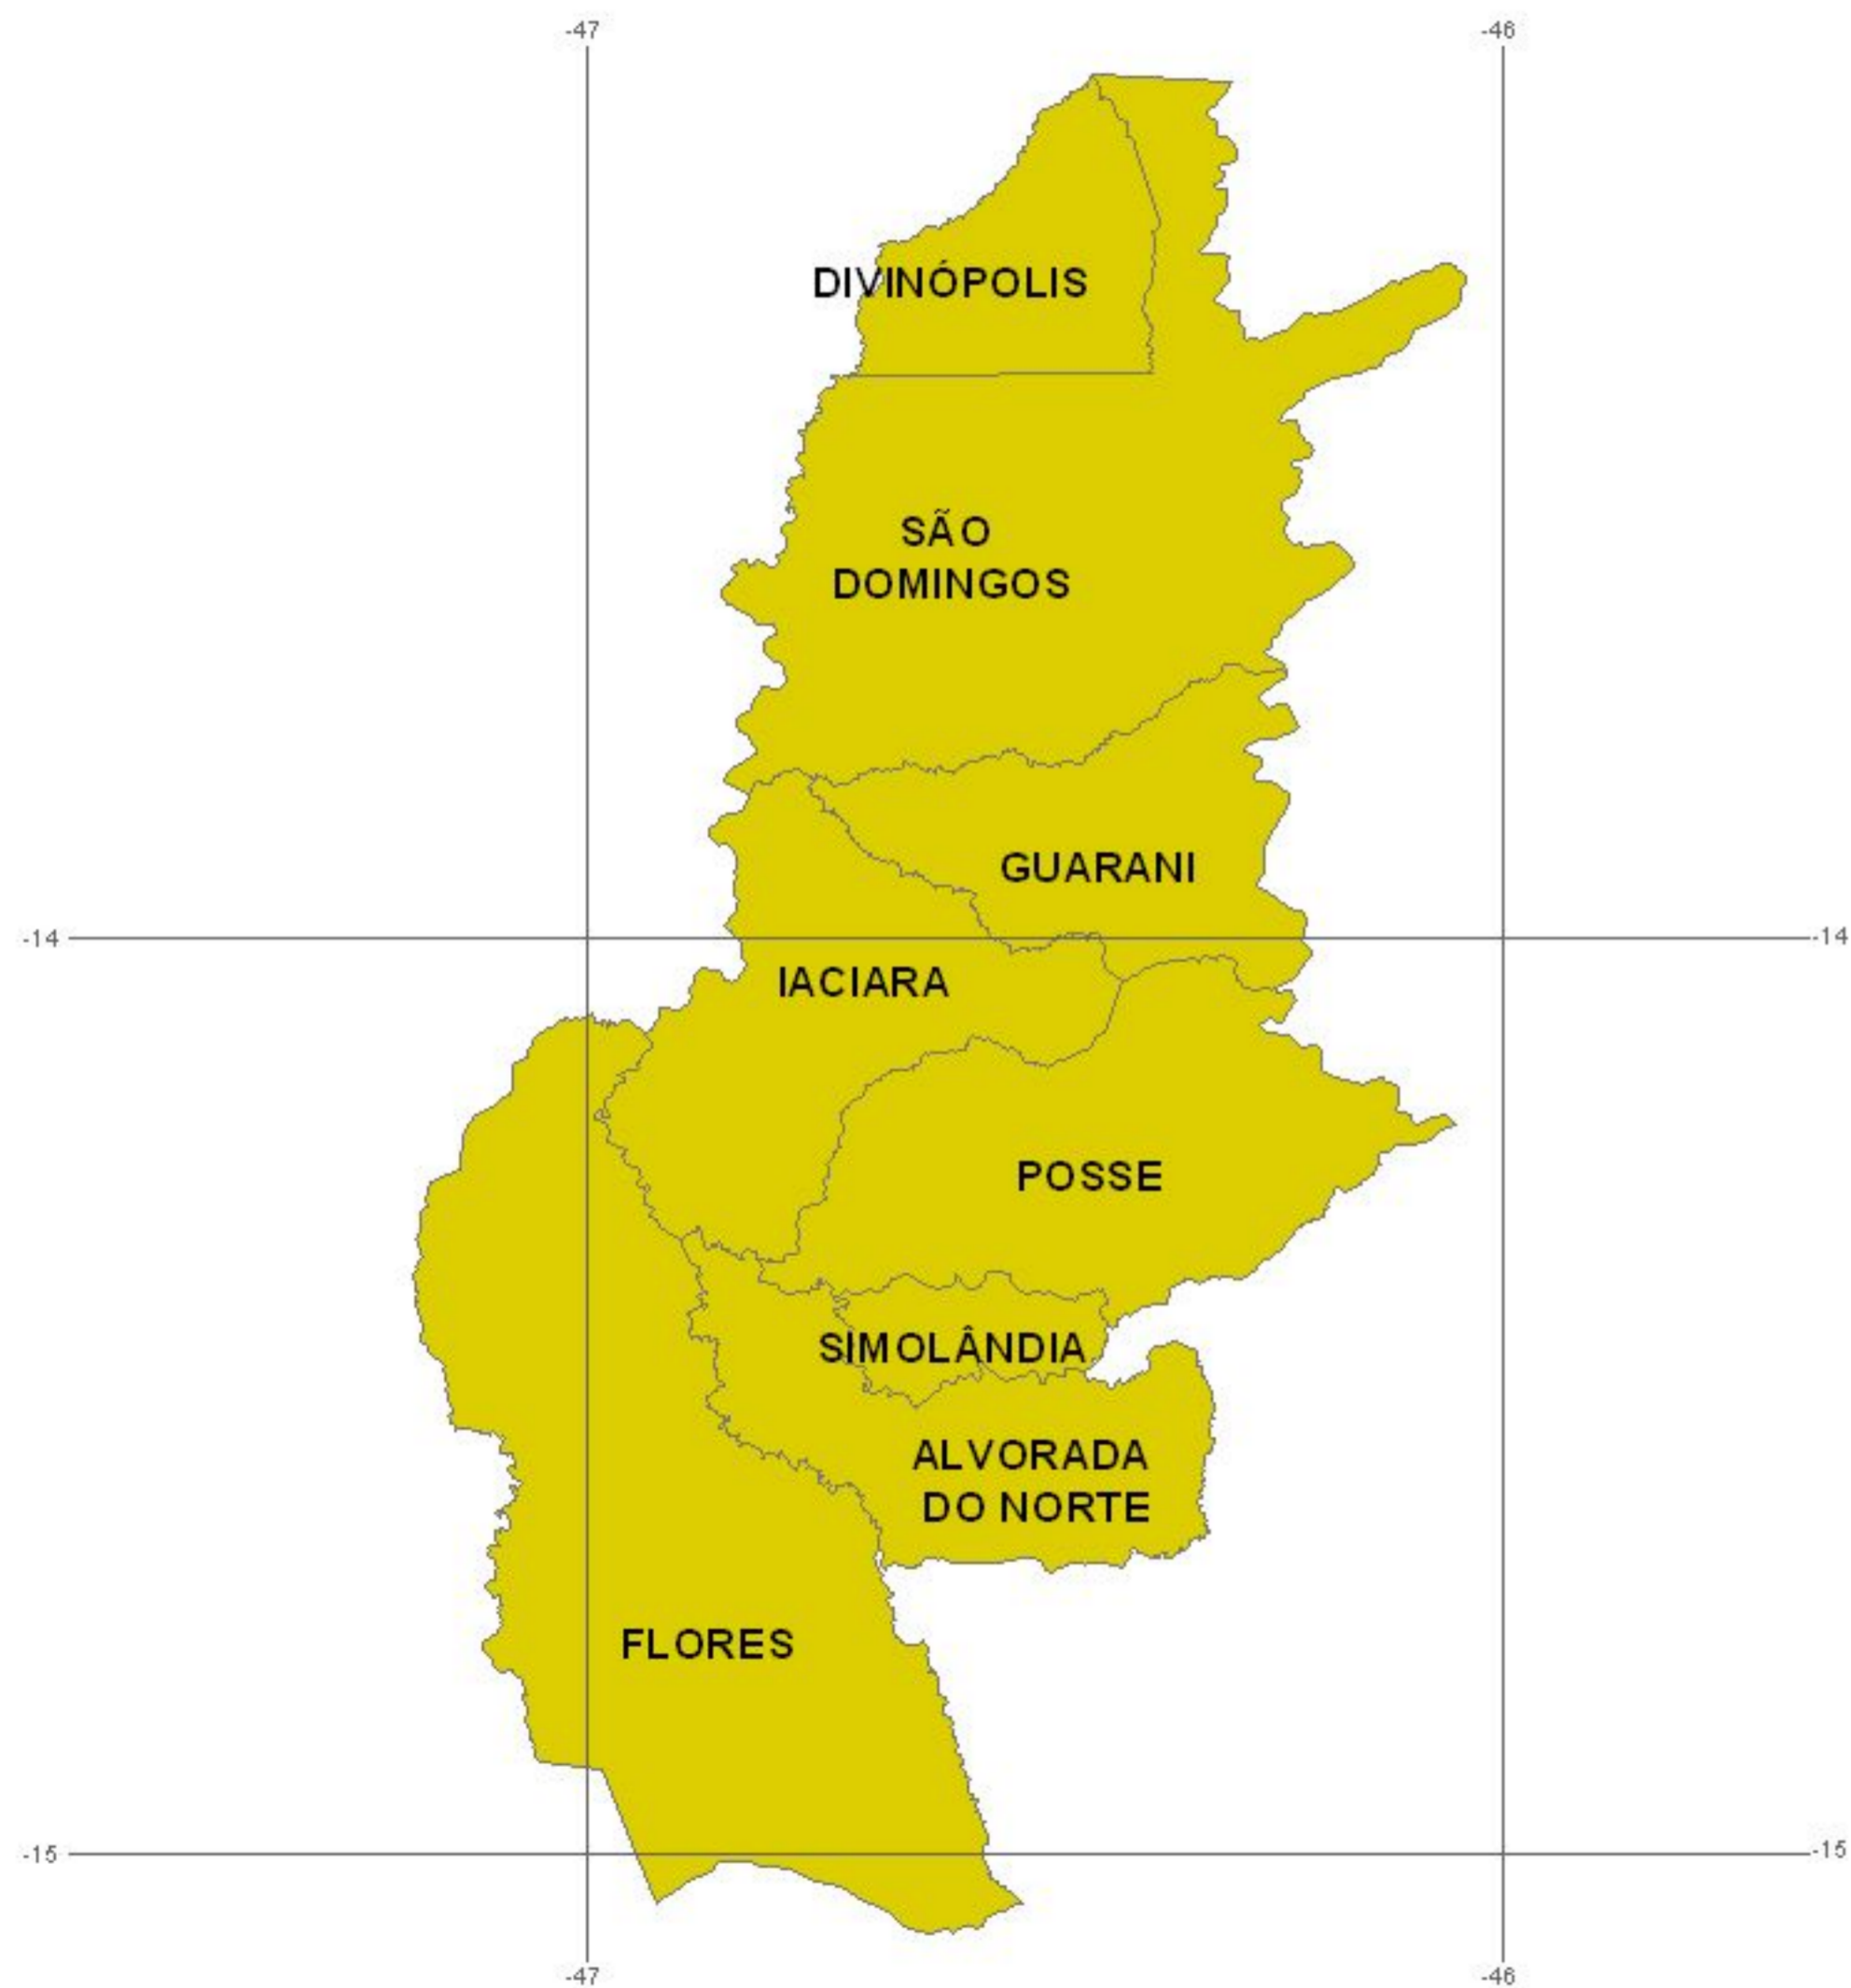 -47
-46
DIVINÓPOLIS
SÃO
DOMINGOS
GUARANI
-14
-14
IACIARA
POSSE
SIMOLÂNDIA
ALVORADA
DO NORTE
FLORES
-15
-15
-47
-46